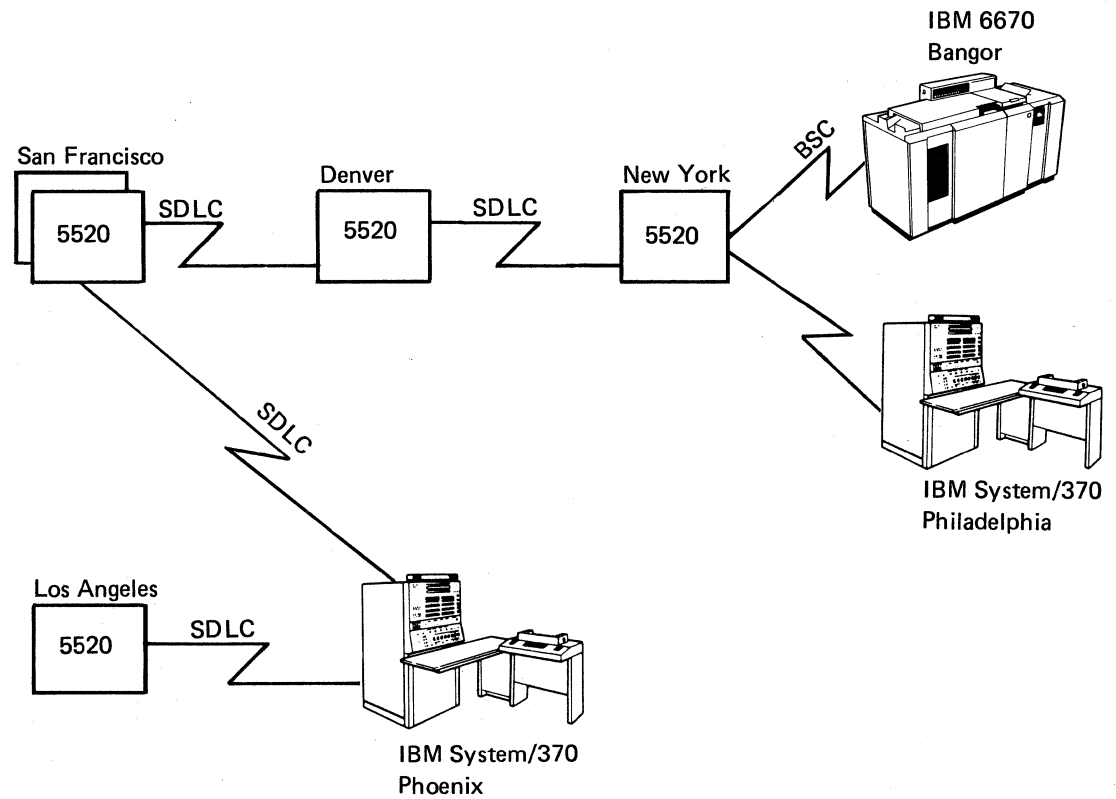 IBM 6670
Bangor
BSC
San Francisco
5520
SDLC
Denver
5520
SDLC
New York
5520
IBM System/370
Philadelphia
SDLC
Los Angeles
5520
SDLC
IBM System/370
Phoenix